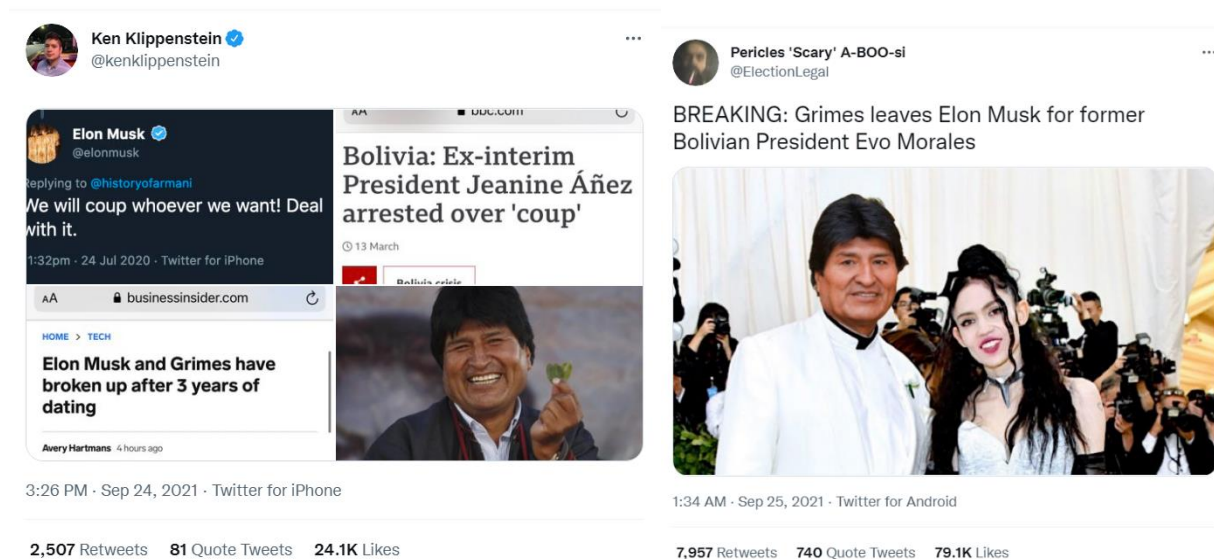 Ken Klippenstein
@kenklippenstein
Elon Musk
@elonmusk
Replying to @historyofarmani
We will coup whoever we want! Deal
with it.
1:32pm · 24 Jul 2020 · Twitter for iPhone
AA bbc.com
Bolivia: Ex-interim
President Jeanine Áñez
arrested over 'coup'
13 March
Bolivia crisis
AA businessinsider.com
HOME > TECH
Elon Musk and Grimes have
broken up after 3 years of
dating
Avery Hartmans 4 hours ago
3:26 PM · Sep 24, 2021 · Twitter for iPhone
2,507 Retweets 81 Quote Tweets 24.1K Likes
Pericles 'Scary' A-BOO-si
@ElectionLegal
BREAKING: Grimes leaves Elon Musk for former
Bolivian President Evo Morales
1:34 AM · Sep 25, 2021 · Twitter for Android
7,957 Retweets 740 Quote Tweets 79.1K Likes